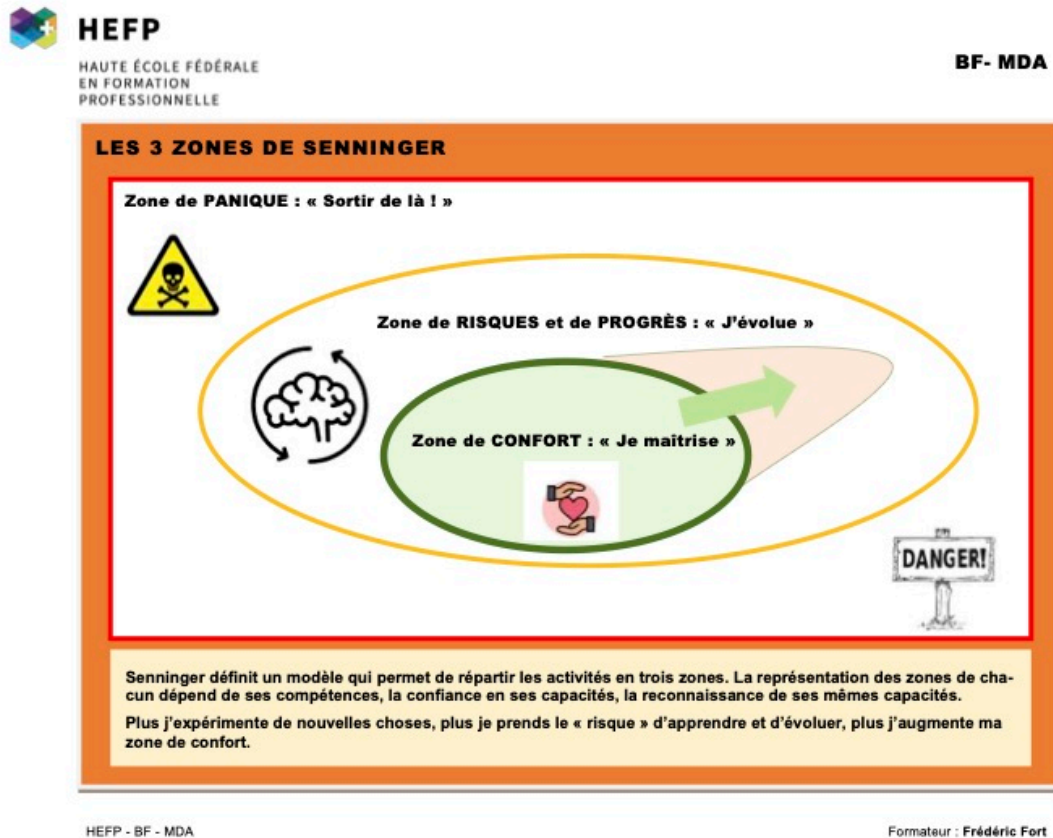 HEFP
HAUTE ÉCOLE FÉDÉRALE
EN FORMATION
PROFESSIONNELLE
BF- MDA
LES 3 ZONES DE SENNINGER
Zone de PANIQUE : « Sortir de là ! »
Zone de RISQUES et de PROGRÈS : « J'évolue »
Zone de CONFORT : « Je maîtrise »
DANGER!
Senninger définit un modèle qui permet de répartir les activités en trois zones. La représentation des zones de cha-
cun dépend de ses compétences, la confiance en ses capacités, la reconnaissance de ses mêmes capacités.
Plus j'expérimente de nouvelles choses, plus je prends le « risque » d'apprendre et d'évoluer, plus j'augmente ma
zone de confort.
HEFP - BF - MDA
Formateur : Frédéric Fort